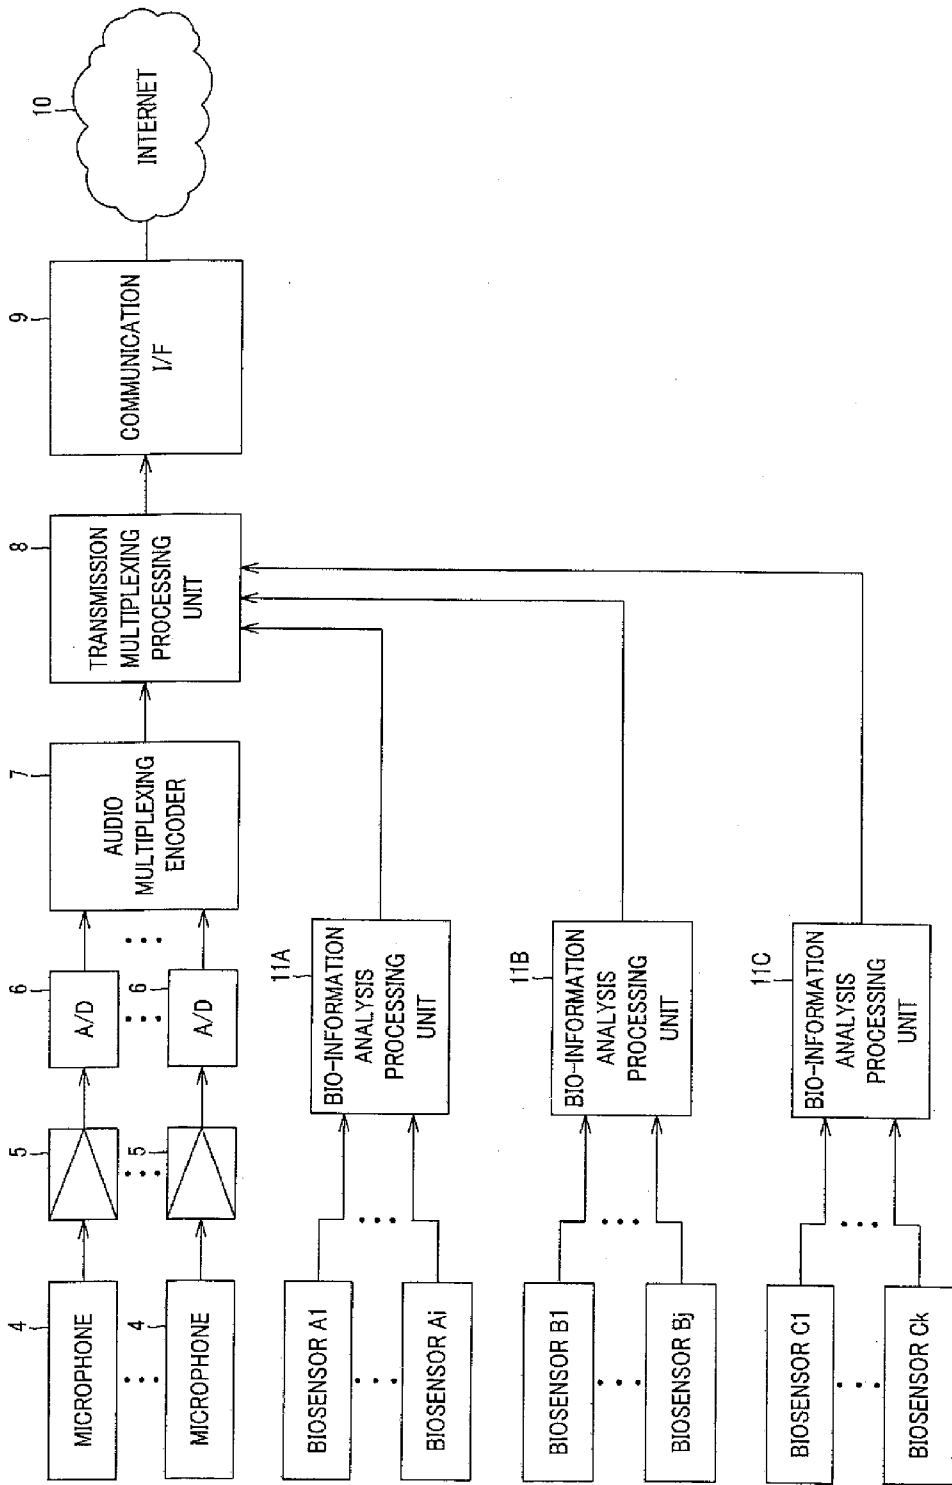 4
MICROPHONE
5
6
A/D
7
AUDIO
MULTIPLEXING
ENCODER
8
TRANSMISSION
MULTIPLEXING
PROCESSING
UNIT
9
COMMUNICATION
I/F
10
INTERNET
4
MICROPHONE
5
6
A/D
BIOSENSOR A1
BIOSENSOR Ai
11A
BIO-INFORMATION
ANALYSIS
PROCESSING
UNIT
BIOSENSOR B1
BIOSENSOR Bj
11B
BIO-INFORMATION
ANALYSIS
PROCESSING
UNIT
BIOSENSOR C1
BIOSENSOR Ck
11C
BIO-INFORMATION
ANALYSIS
PROCESSING
UNIT